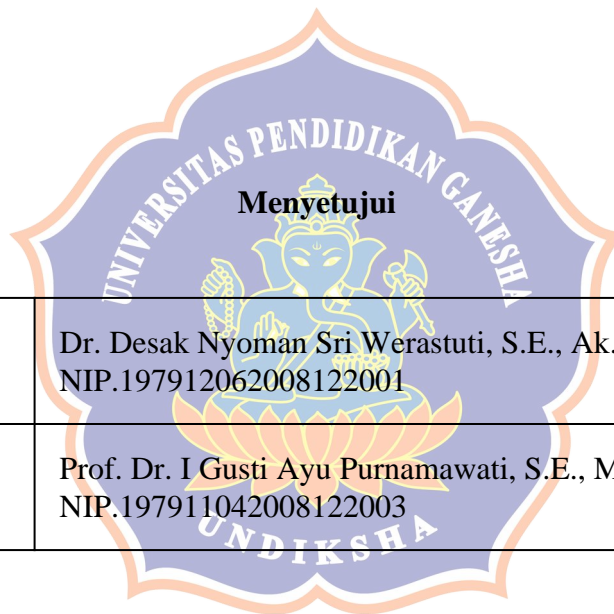 UNIVERSITAS PENDIDIKAN GANESHA
Menyetujui
Dr. Desak Nyoman Sri Werastuti, S.E., Ak.
NIP.197912062008122001
Prof. Dr. I Gusti Ayu Purnamawati, S.E., M
NIP.197911042008122003
UNDIKSHA